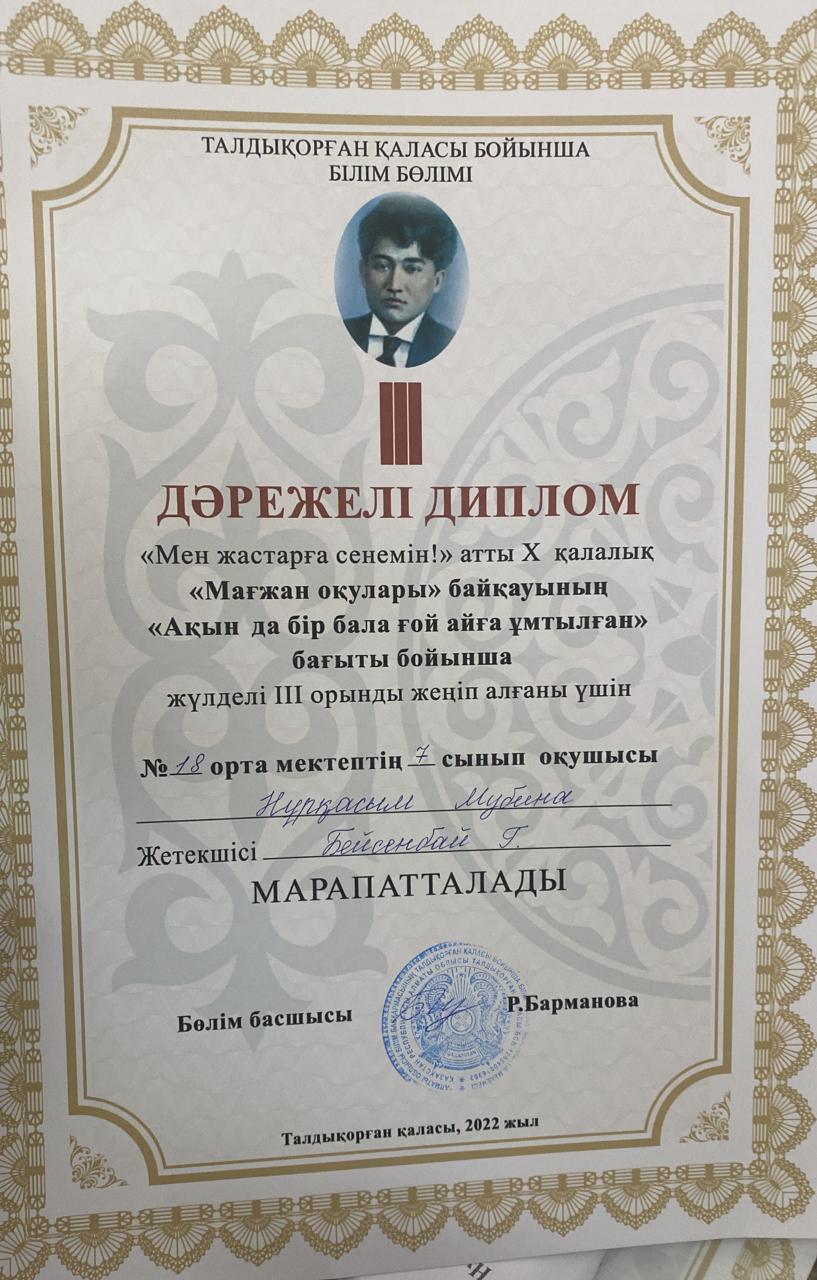 ТАЛДЫҚОРҒАН ҚАЛАСЫ БОЙЫНША
БІЛІМ БӨЛІМІ
III
ДӘРЕЖЕЛІ ДИПЛОМ
«Мен жастарға сенемін!» атты X қалалық
«Мағжан оқулары» байқауының
«Ақын да бір бала ғой айға ұмтылған»
бағыты бойынша
жүлделі III орынды жеңіп алғаны үшін
№ 18 орта мектептің 7 сынып оқушысы
Нұрқасым Мубина
Жетекшісі Бейсенбай Г.
МАРАПАТТАЛАДЫ
Бөлім басшысы Р.Барманова
Талдықорған қаласы, 2022 жыл